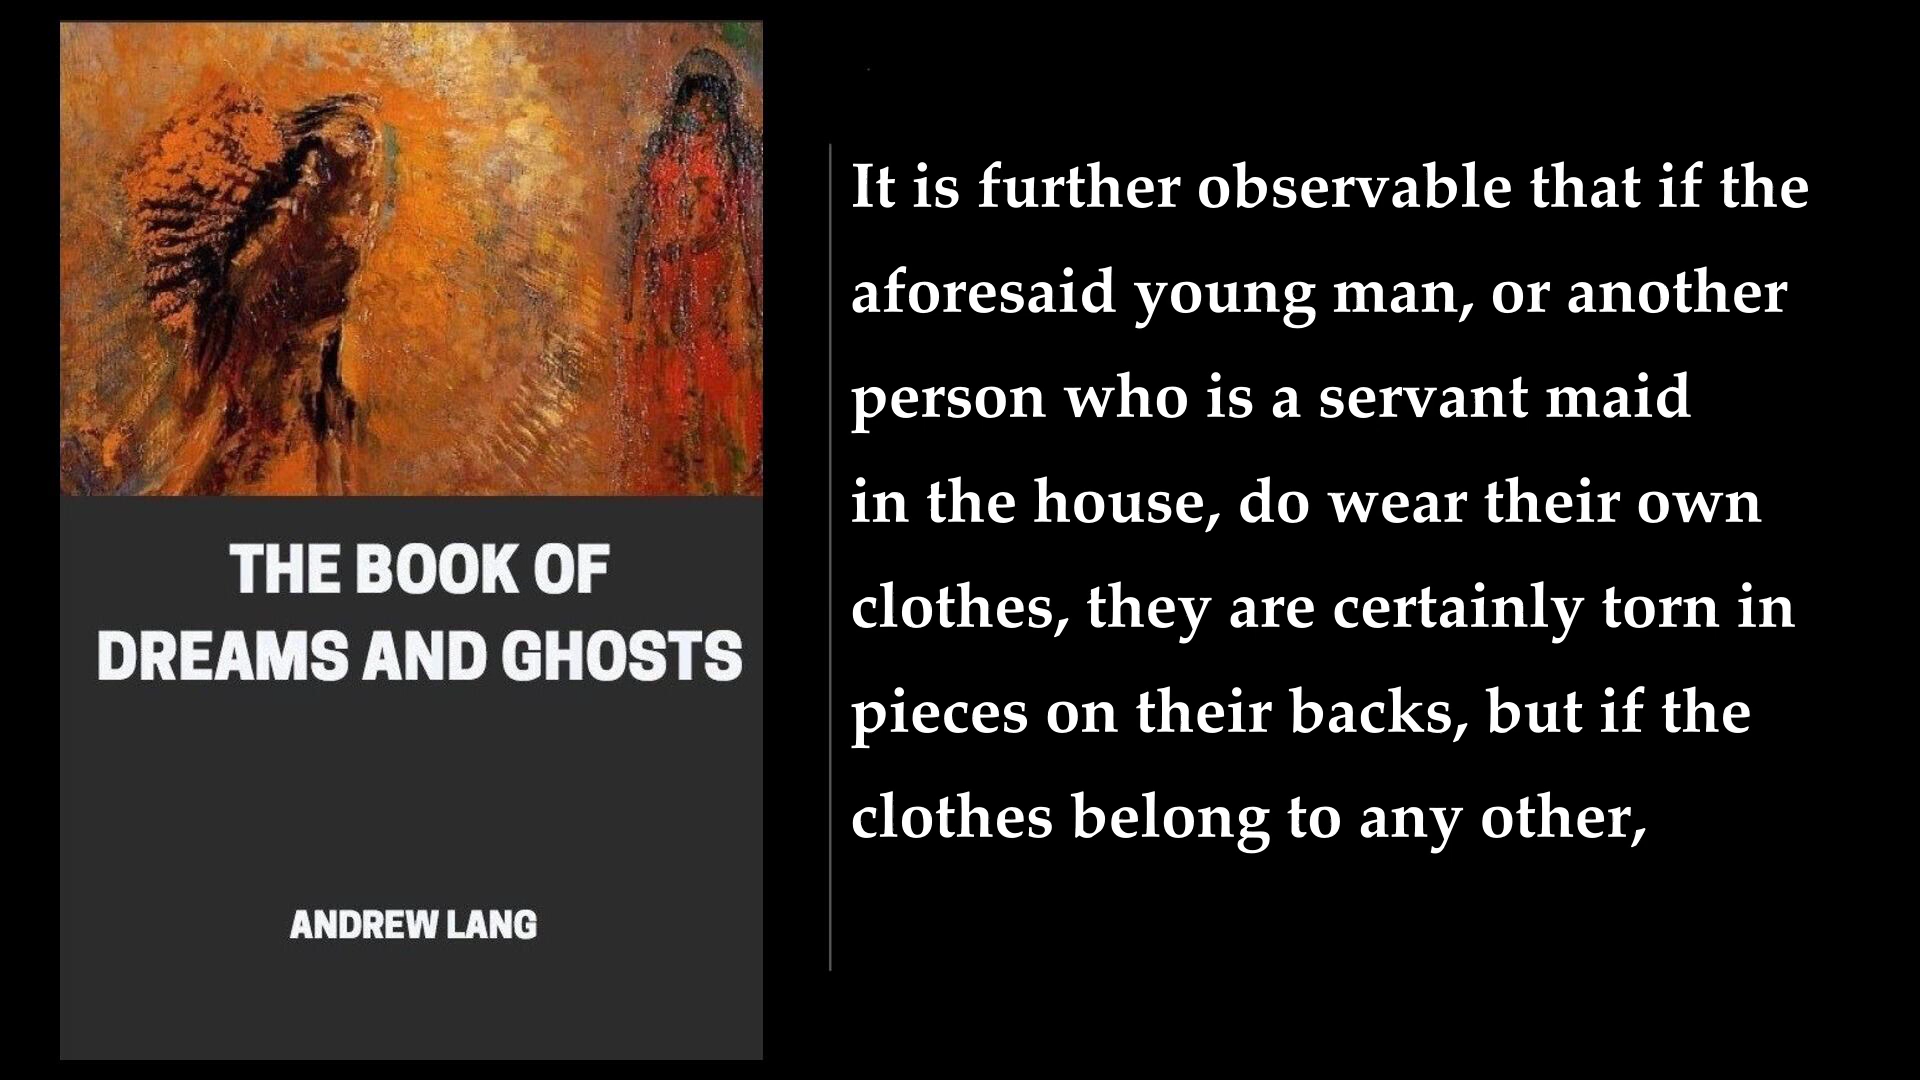 THE BOOK OF
DREAMS AND GHOSTS
ANDREW LANG
It is further observable that if the
aforesaid young man, or another
person who is a servant maid
in the house, do wear their own
clothes, they are certainly torn in
pieces on their backs, but if the
clothes belong to any other,